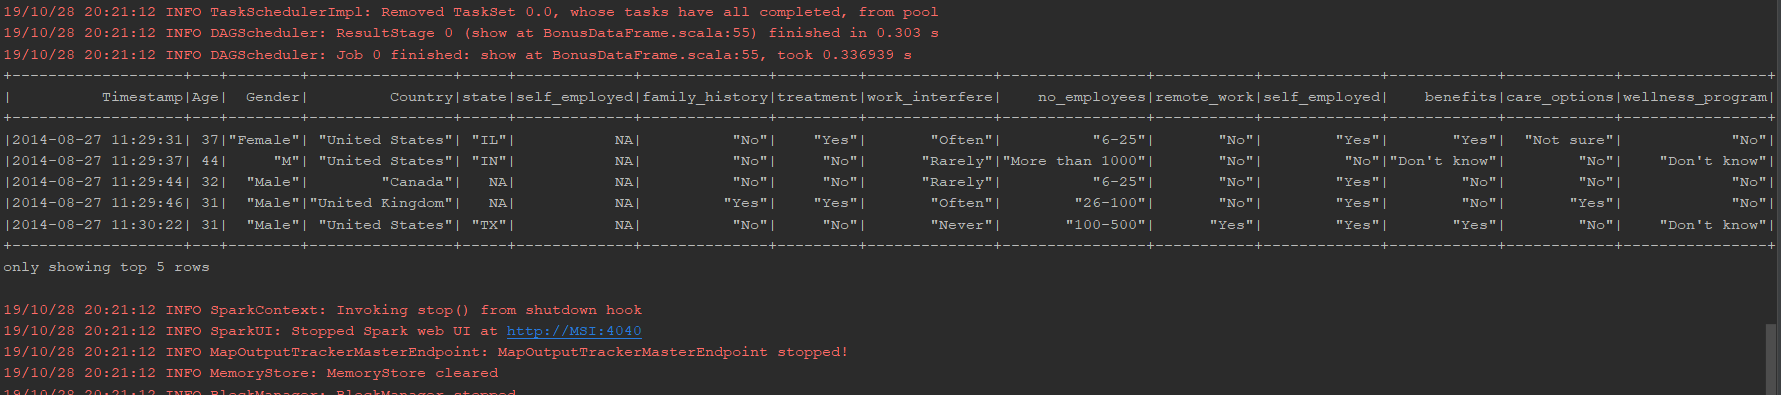 19/10/28 20:21:12 INFO TaskSchedulerImpl: Removed TaskSet 0.0, whose tasks have all completed, from pool
19/10/28 20:21:12 INFO DAGScheduler: ResultStage 0 (show at BonusDataFrame.scala:55) finished in 0.303 s
19/10/28 20:21:12 INFO DAGScheduler: Job 0 finished: show at BonusDataFrame.scala:55, took 0.336939 s
+-------------------+---+--------+----------------+-----+-------------+--------------+---------+--------------+----------------+-----------+-------------+------------+------------+----------------+
|          Timestamp|Age|  Gender|         Country|state|self_employed|family_history|treatment|work_interfere|    no_employees|remote_work|self_employed|    benefits|care_options|wellness_program|
+-------------------+---+--------+----------------+-----+-------------+--------------+---------+--------------+----------------+-----------+-------------+------------+------------+----------------+
|2014-08-27 11:29:31| 37|"Female"| "United States"| "IL"|           NA|          "No"|    "Yes"|       "Often"|          "6-25"|       "No"|        "Yes"|       "Yes"|  "Not sure"|            "No"|
|2014-08-27 11:29:37| 44|     "M"| "United States"| "IN"|           NA|          "No"|     "No"|      "Rarely"|"More than 1000"|       "No"|         "No"|"Don't know"|        "No"|    "Don't know"|
|2014-08-27 11:29:44| 32|  "Male"|        "Canada"|   NA|           NA|          "No"|     "No"|      "Rarely"|          "6-25"|       "No"|        "Yes"|        "No"|        "No"|            "No"|
|2014-08-27 11:29:46| 31|  "Male"|"United Kingdom"|   NA|           NA|         "Yes"|    "Yes"|       "Often"|        "26-100"|       "No"|        "Yes"|        "No"|       "Yes"|            "No"|
|2014-08-27 11:30:22| 31|  "Male"| "United States"| "TX"|           NA|          "No"|     "No"|       "Never"|       "100-500"|      "Yes"|        "Yes"|       "Yes"|        "No"|    "Don't know"|
+-------------------+---+--------+----------------+-----+-------------+--------------+---------+--------------+----------------+-----------+-------------+------------+------------+----------------+
only showing top 5 rows
19/10/28 20:21:12 INFO SparkContext: Invoking stop() from shutdown hook
19/10/28 20:21:12 INFO SparkUI: Stopped Spark web UI at http://MSI:4040
19/10/28 20:21:12 INFO MapOutputTrackerMasterEndpoint: MapOutputTrackerMasterEndpoint stopped!
19/10/28 20:21:12 INFO MemoryStore: MemoryStore cleared
19/10/28 20:21:12 INFO BlockManager: BlockManager stopped